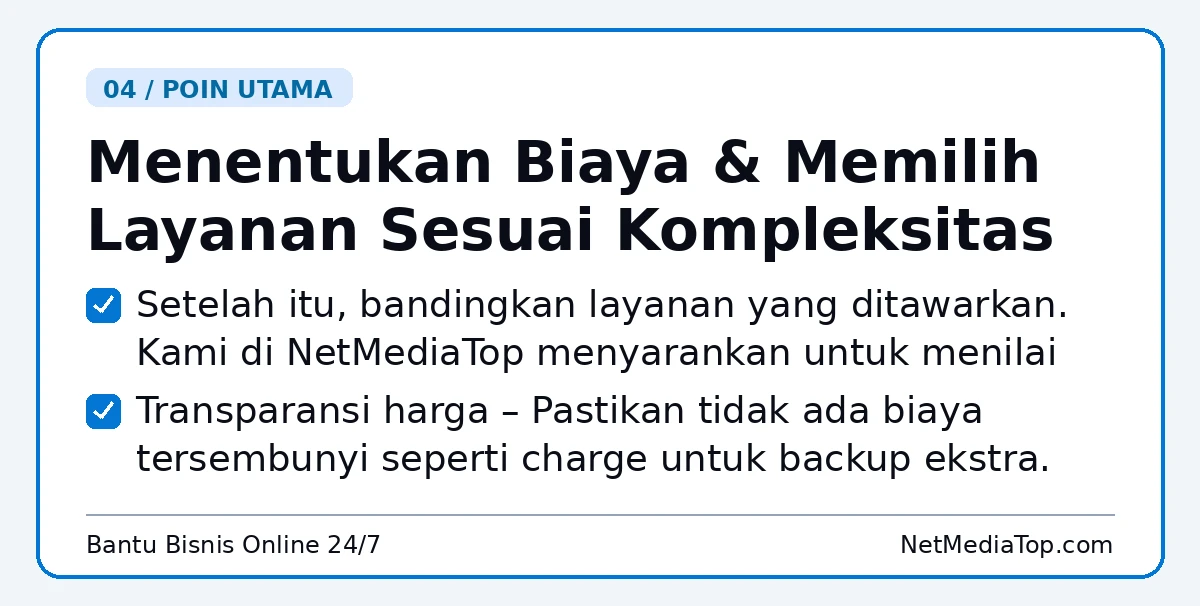 04 / POIN UTAMA
Menentukan Biaya & Memilih
Layanan Sesuai Kompleksitas
Setelah itu, bandingkan layanan yang ditawarkan.
Kami di NetMediaTop menyarankan untuk menilai
Transparansi harga – Pastikan tidak ada biaya
tersembunyi seperti charge untuk backup ekstra.
Bantu Bisnis Online 24/7
NetMediaTop.com